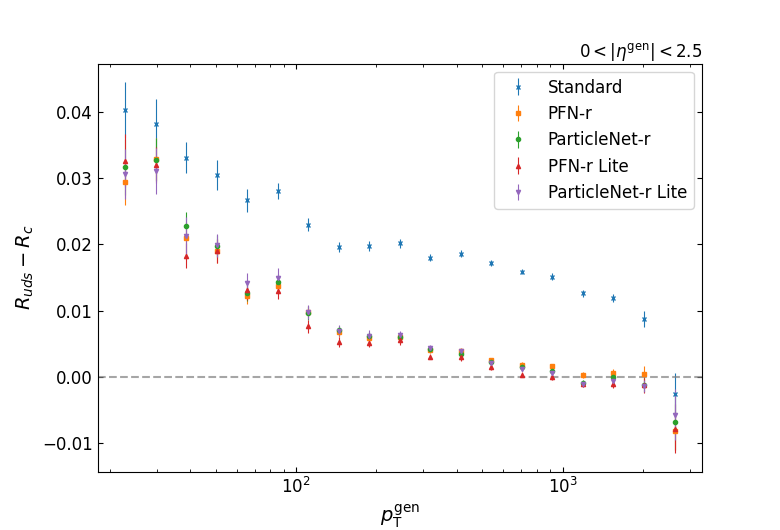 0 < |η^gen| < 2.5
Standard
PFN-r
ParticleNet-r
PFN-r Lite
ParticleNet-r Lite
R_uds − R_c
0.04
0.03
0.02
0.01
0.00
−0.01
10^2
10^3
p_T^gen